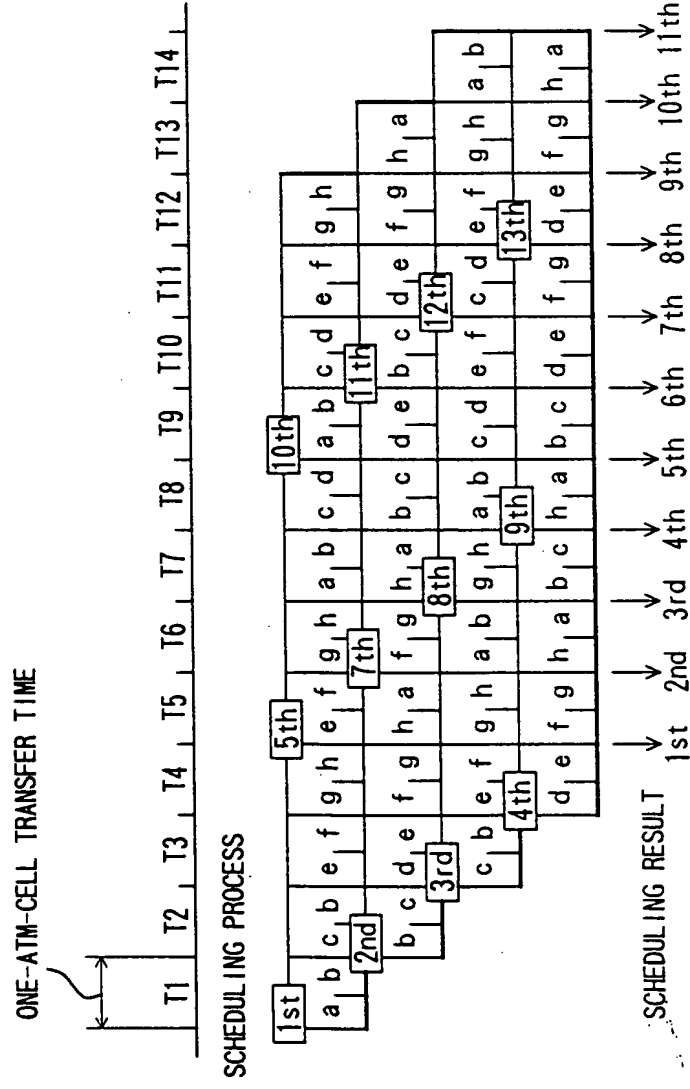 ONE-ATM-CELL TRANSFER TIME
T1 T2 T3 T4 T5 T6 T7 T8 T9 T10 T11 T12 T13 T14
SCHEDULING PROCESS
1st 5th 10th
a b c b e f g h e f g h a b c d a b c d e f g h
2nd 7th 11th
b c d e f g h a f g h a b c d e b c d e f g h a
3rd 8th 12th
c b e f g h a b g h a b c d e f c d e f g h a b
4th 9th 13th
d e f g h a b c h a b c d e f g d e f g h a
SCHEDULING RESULT
1st 2nd 3rd 4th 5th 6th 7th 8th 9th 10th 11th